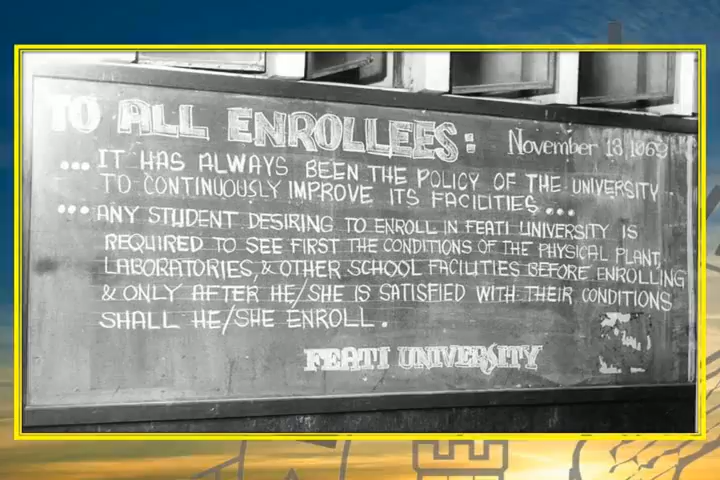 TO ALL ENROLLEES: November 13, 1969
... IT HAS ALWAYS BEEN THE POLICY OF THE UNIVERSITY
TO CONTINUOUSLY IMPROVE ITS FACILITIES...
... ANY STUDENT DESIRING TO ENROLL IN FEATI UNIVERSITY IS
REQUIRED TO SEE FIRST THE CONDITIONS OF THE PHYSICAL PLANT,
LABORATORIES, & OTHER SCHOOL FACILITIES BEFORE ENROLLING
& ONLY AFTER HE/SHE IS SATISFIED WITH THEIR CONDITIONS
SHALL HE/SHE ENROLL.
FEATI UNIVERSITY